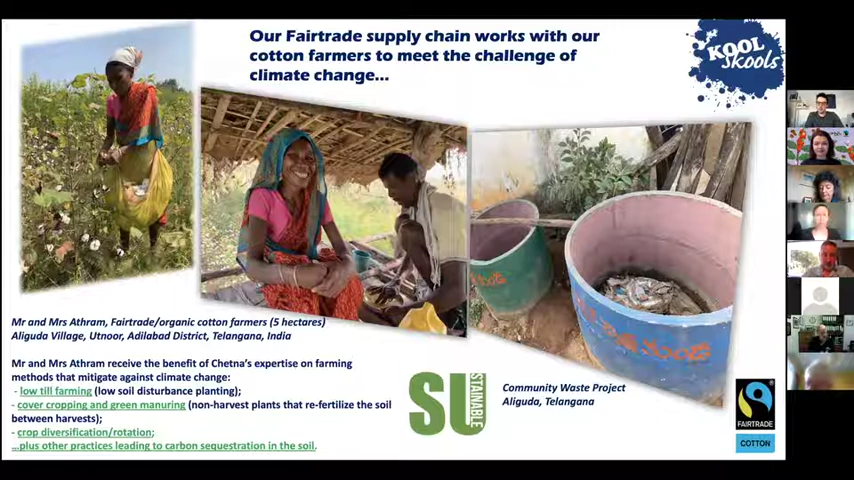 Our Fairtrade supply chain works with our
cotton farmers to meet the challenge of
climate change...
KOOL
Skools
Mr and Mrs Athram, Fairtrade/organic cotton farmers (5 hectares)
Aliguda Village, Utnoor, Adilabad District, Telangana, India
Mr and Mrs Athram receive the benefit of Chetna's expertise on farming
methods that mitigate against climate change:
- low till farming (low soil disturbance planting);
- cover cropping and green manuring (non-harvest plants that re-fertilize the soil
between harvests);
- crop diversification/rotation;
...plus other practices leading to carbon sequestration in the soil.
SUSTAINABLE
Community Waste Project
Aliguda, Telangana
FAIRTRADE
COTTON